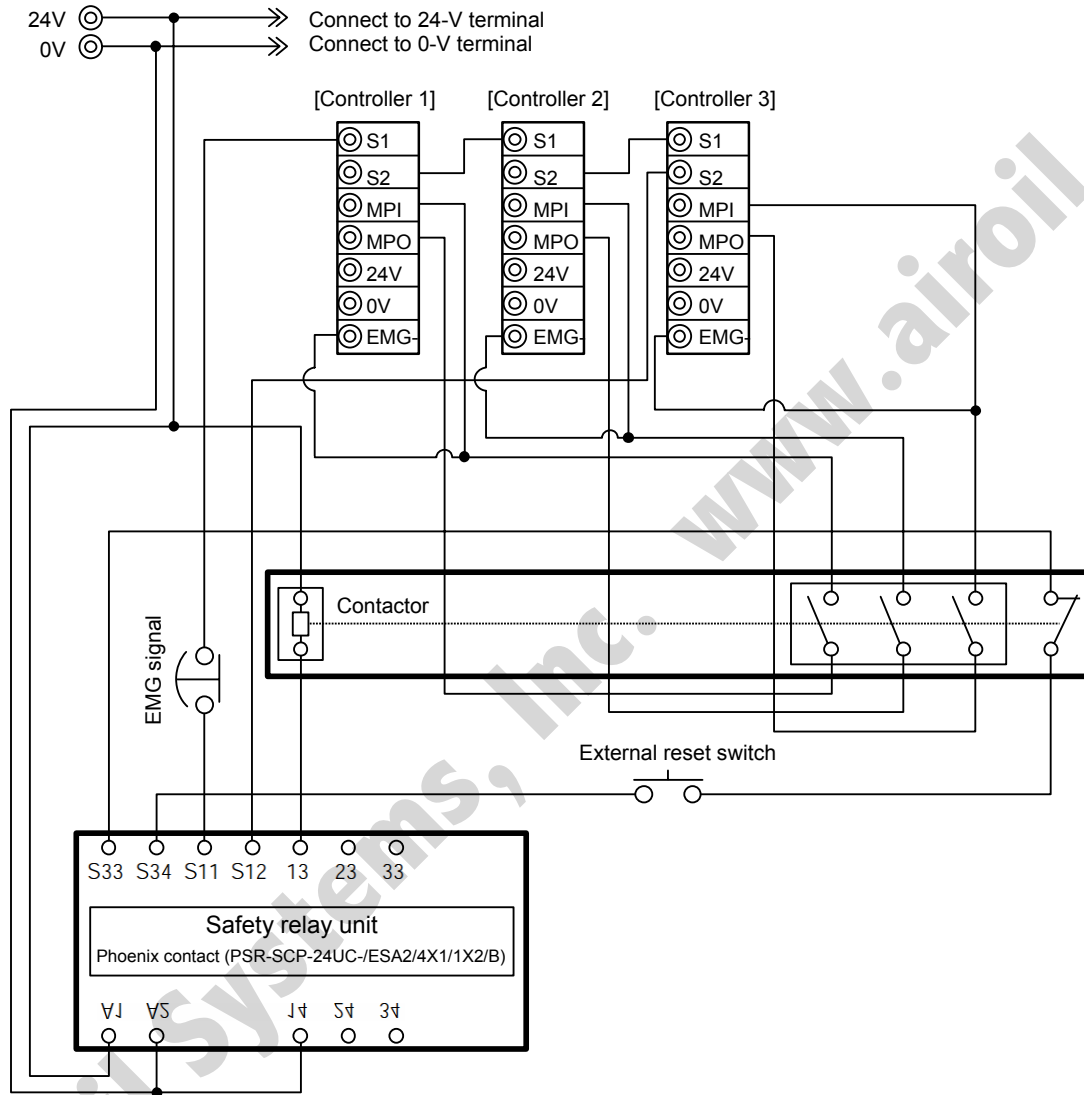 24V
Connect to 24-V terminal
0V
Connect to 0-V terminal
[Controller 1] [Controller 2] [Controller 3]
S1
S2
MPI
MPO
24V
0V
EMG-
S1
S2
MPI
MPO
24V
0V
EMG-
S1
S2
MPI
MPO
24V
0V
EMG-
Contactor
EMG signal
External reset switch
S33 S34 S11 S12 13 23 33
Safety relay unit
Phoenix contact (PSR-SCP-24UC-/ESA2/4X1/1X2/B)
A1 A2 14 24 34
il Systems, Inc. www.airoil